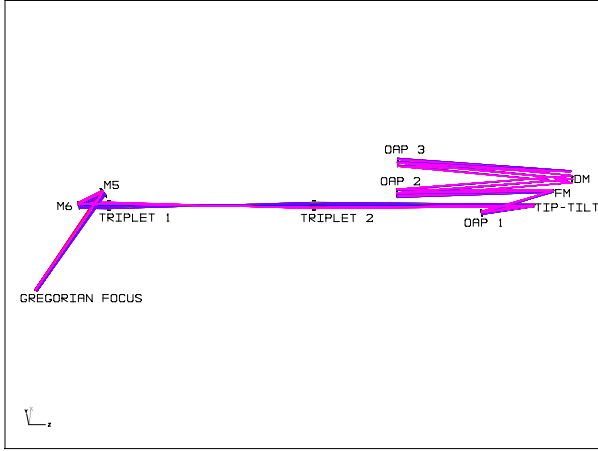 OAP 3
OAP 2
DM
M5
FM
M6
TIP-TILT
TRIPLET 1
TRIPLET 2
OAP 1
GREGORIAN FOCUS
Y
X
Z